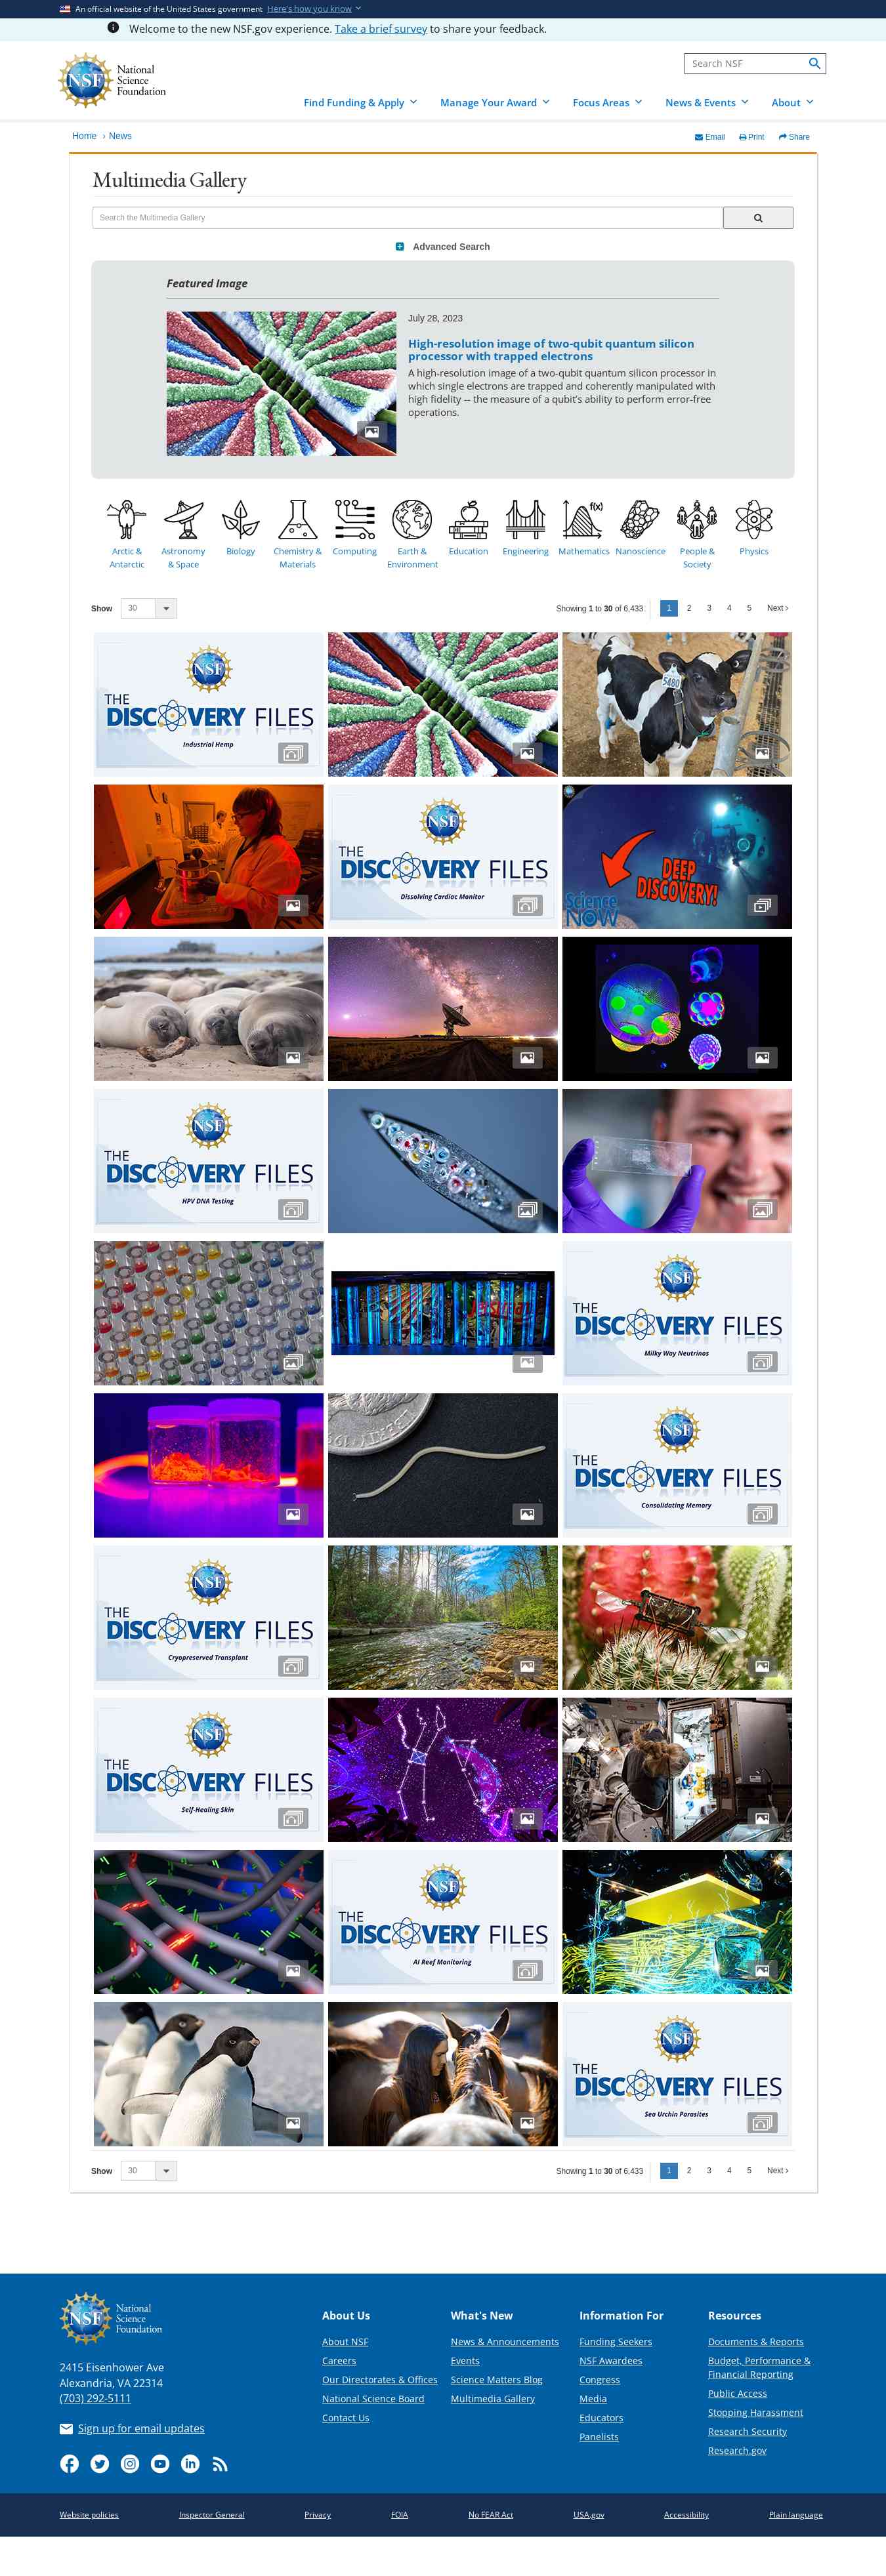 An official website of the United States government Here's how you know
Welcome to the new NSF.gov experience. Take a brief survey to share your feedback.
National
Science
Foundation
NSF
Search NSF
Find Funding & Apply
Manage Your Award
Focus Areas
News & Events
About
Home › News
Email
Print
Share
Multimedia Gallery
Search the Multimedia Gallery
Advanced Search
Featured Image
July 28, 2023
High-resolution image of two-qubit quantum silicon
processor with trapped electrons
A high-resolution image of a two-qubit quantum silicon processor in
which single electrons are trapped and coherently manipulated with
high fidelity -- the measure of a qubit's ability to perform error-free
operations.
f(x)
Arctic &
Antarctic
Astronomy
& Space
Biology
Chemistry &
Materials
Computing
Earth &
Environment
Education
Engineering
Mathematics
Nanoscience
People &
Society
Physics
Show 30
Showing 1 to 30 of 6,433
1 2 3 4 5 Next ›
NSF
THE
DISCOVERY FILES
Industrial Hemp
5480
NSF
THE
DISCOVERY FILES
Dissolving Cardiac Monitor
DEEP
DISCOVERY!
Science
NOW
NSF
THE
DISCOVERY FILES
HPV DNA Testing
Jetstream
NSF
THE
DISCOVERY FILES
Milky Way Neutrinos
NSF
THE
DISCOVERY FILES
Consolidating Memory
NSF
THE
DISCOVERY FILES
Cryopreserved Transplant
NSF
THE
DISCOVERY FILES
Self-Healing Skin
NSF
THE
DISCOVERY FILES
AI Reef Monitoring
NSF
THE
DISCOVERY FILES
Sea Urchin Parasites
Show 30
Showing 1 to 30 of 6,433
1 2 3 4 5 Next ›
NSF
National
Science
Foundation
2415 Eisenhower Ave
Alexandria, VA 22314
(703) 292-5111
Sign up for email updates
About Us
About NSF
Careers
Our Directorates & Offices
National Science Board
Contact Us
What's New
News & Announcements
Events
Science Matters Blog
Multimedia Gallery
Information For
Funding Seekers
NSF Awardees
Congress
Media
Educators
Panelists
Resources
Documents & Reports
Budget, Performance &
Financial Reporting
Public Access
Stopping Harassment
Research Security
Research.gov
Website policies
Inspector General
Privacy
FOIA
No FEAR Act
USA.gov
Accessibility
Plain language